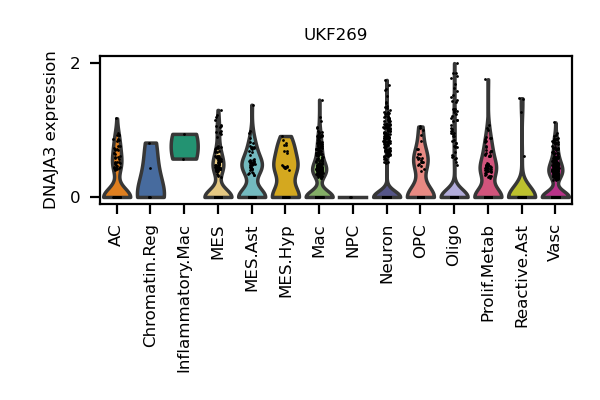 UKF269
DNAJA3 expression
2
0
AC
Chromatin.Reg
Inflammatory.Mac
MES
MES.Ast
MES.Hyp
Mac
NPC
Neuron
OPC
Oligo
Prolif.Metab
Reactive.Ast
Vasc